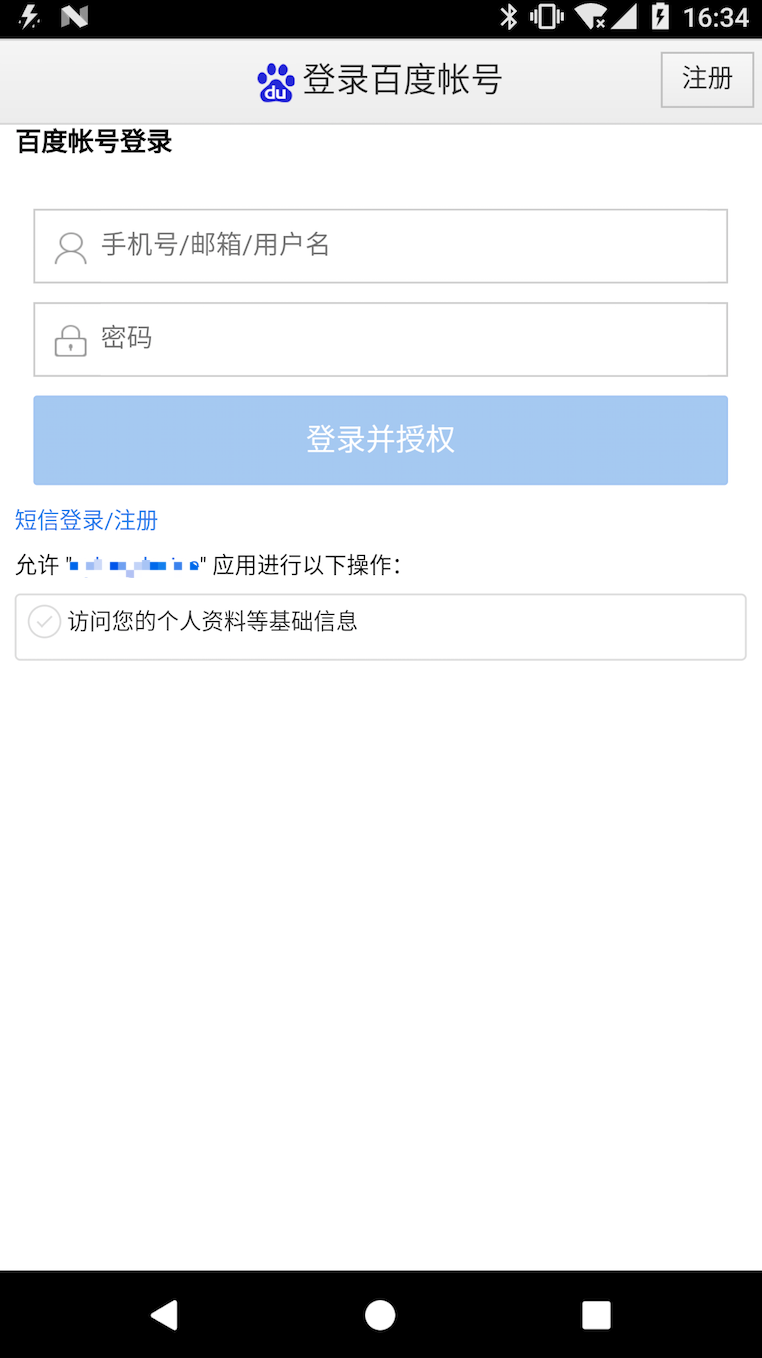 16:34
du 登录百度帐号
注册
百度帐号登录
手机号/邮箱/用户名
密码
登录并授权
短信登录/注册
允许 "" 应用进行以下操作：
访问您的个人资料等基础信息